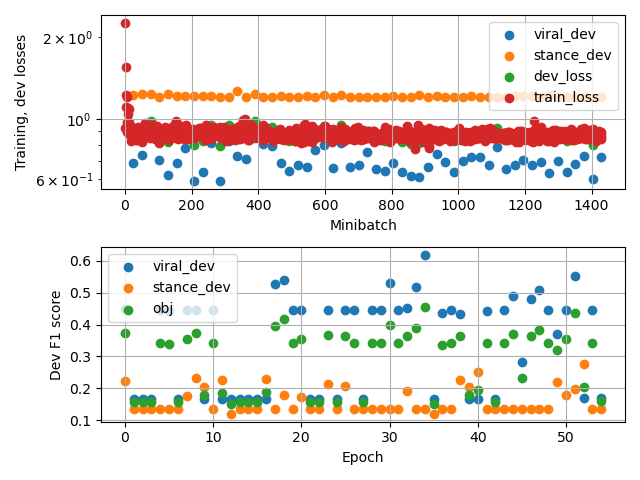 Training, dev losses
2 × 10⁰
10⁰
6 × 10⁻¹
viral_dev
stance_dev
dev_loss
train_loss
0 200 400 600 800 1000 1200 1400
Minibatch
Dev F1 score
0.6
0.5
0.4
0.3
0.2
0.1
viral_dev
stance_dev
obj
0 10 20 30 40 50
Epoch